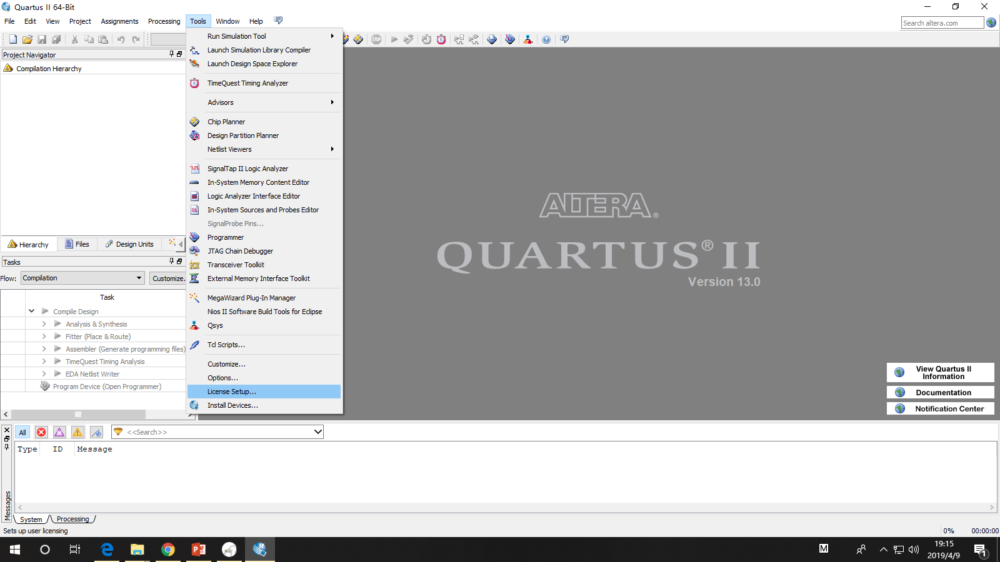 Quartus II 64-Bit
File Edit View Project Assignments Processing Tools Window Help
Search altera.com
Project Navigator
Compilation Hierarchy
Hierarchy Files Design Units
Tasks
Flow: Compilation Customize.
Task
Compile Design
Analysis & Synthesis
Fitter (Place & Route)
Assembler (Generate programming files)
TimeQuest Timing Analysis
EDA Netlist Writer
Program Device (Open Programmer)
Run Simulation Tool
Launch Simulation Library Compiler
Launch Design Space Explorer
TimeQuest Timing Analyzer
Advisors
Chip Planner
Design Partition Planner
Netlist Viewers
SignalTap II Logic Analyzer
In-System Memory Content Editor
Logic Analyzer Interface Editor
In-System Sources and Probes Editor
SignalProbe Pins...
Programmer
JTAG Chain Debugger
Transceiver Toolkit
External Memory Interface Toolkit
MegaWizard Plug-In Manager
Nios II Software Build Tools for Eclipse
Qsys
Tcl Scripts...
Customize...
Options...
License Setup...
Install Devices...
ALTERA®
QUARTUS® II
Version 13.0
View Quartus II
Information
Documentation
Notification Center
All <<Search>>
Type ID Message
Messages
System Processing
Sets up user licensing
0% 00:00:00
M
19:15
2019/4/9
1